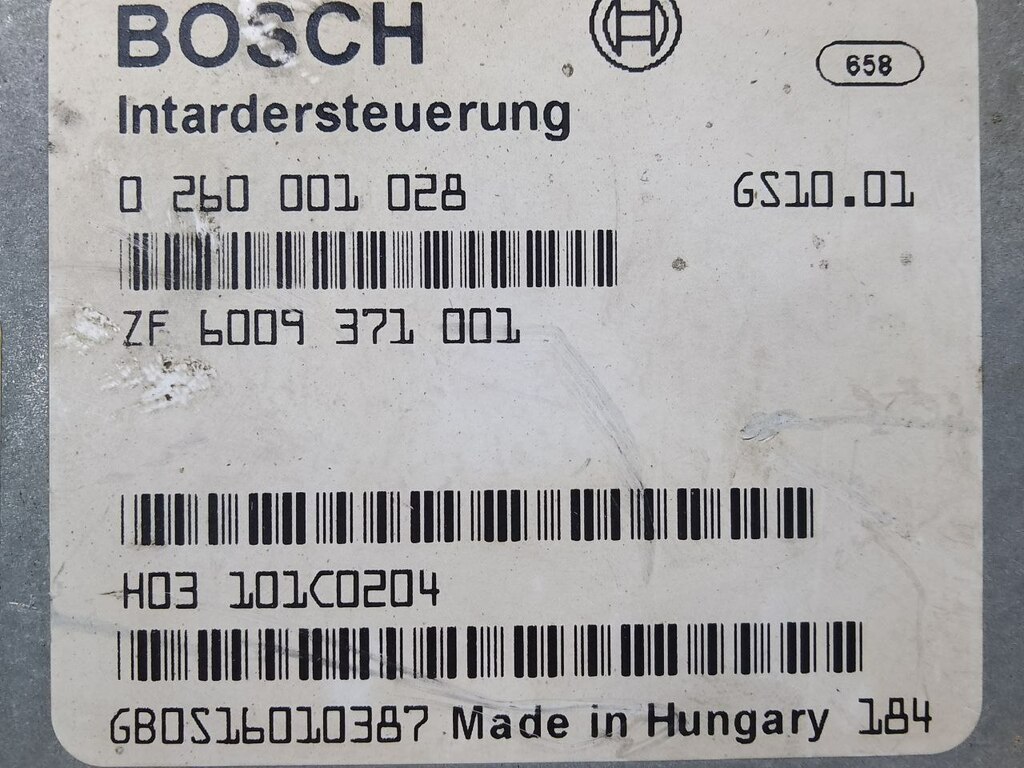 BOSCH
658
Intardersteuerung
0 260 001 028 GS10.01
ZF 6009 371 001
H03 101C0204
GBOS16010387 Made in Hungary 184